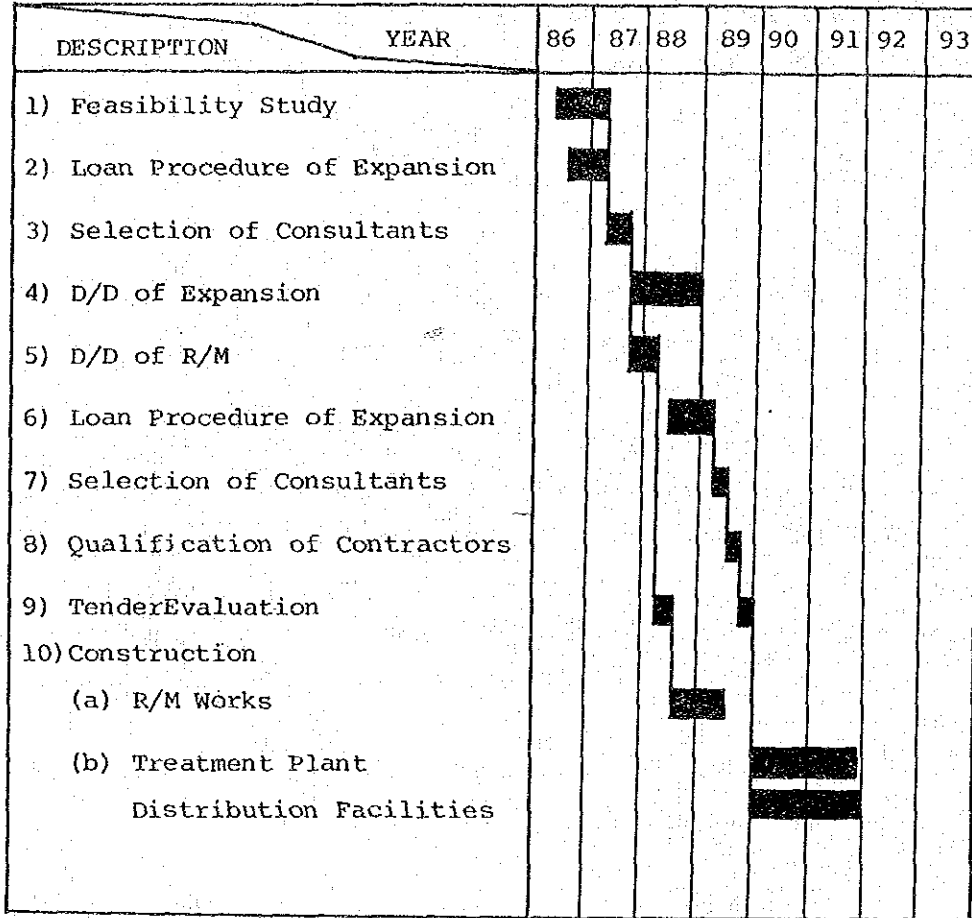 DESCRIPTION YEAR 86 87 88 89 90 91 92 93
1) Feasibility Study
2) Loan Procedure of Expansion
3) Selection of Consultants
4) D/D of Expansion
5) D/D of R/M
6) Loan Procedure of Expansion
7) Selection of Consultants
8) Qualification of Contractors
9) TenderEvaluation
10)Construction
(a) R/M Works
(b) Treatment Plant
Distribution Facilities